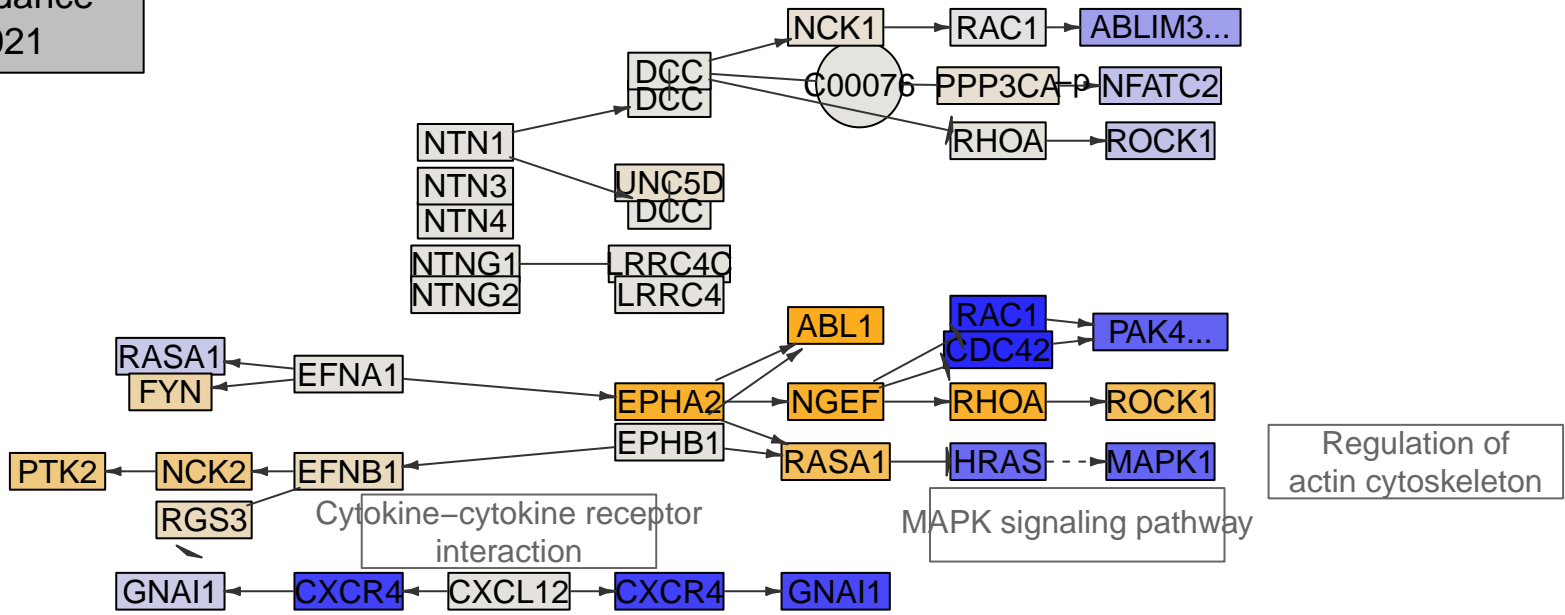 NCK1
RAC1
ABLIM3...
DCC
DCC
C00076
PPP3CA
+p
NFATC2
NTN1
RHOA
ROCK1
NTN3
UNC5D
NTN4
DCC
NTNG1
LRRC4C
NTNG2
LRRC4
RAC1
ABL1
PAK4...
CDC42
RASA1
EFNA1
FYN
EPHA2
NGEF
RHOA
ROCK1
EPHB1
PTK2
NCK2
EFNB1
RASA1
HRAS
MAPK1
Regulation of
actin cytoskeleton
RGS3
Cytokine–cytokine receptor
interaction
MAPK signaling pathway
GNAI1
CXCR4
CXCL12
CXCR4
GNAI1